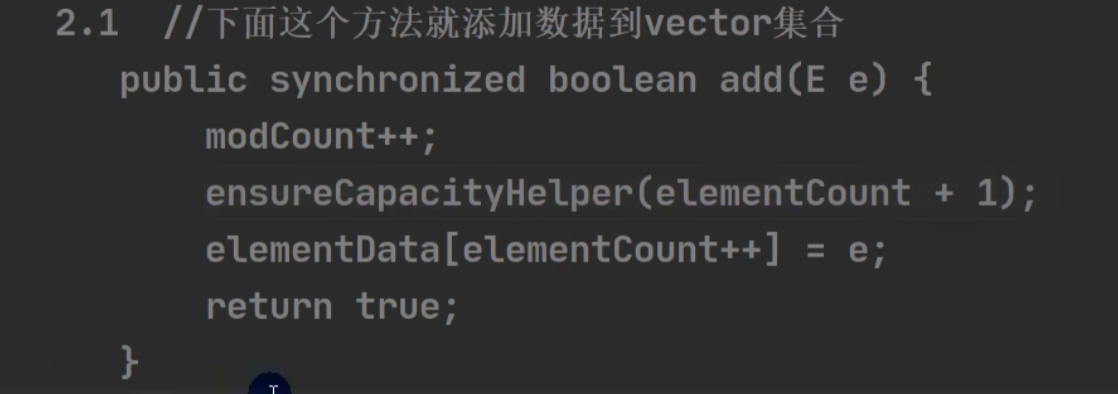 2.1 //下面这个方法就添加数据到vector集合
public synchronized boolean add(E e) {
modCount++;
ensureCapacityHelper(elementCount + 1);
elementData[elementCount++] = e;
return true;
}